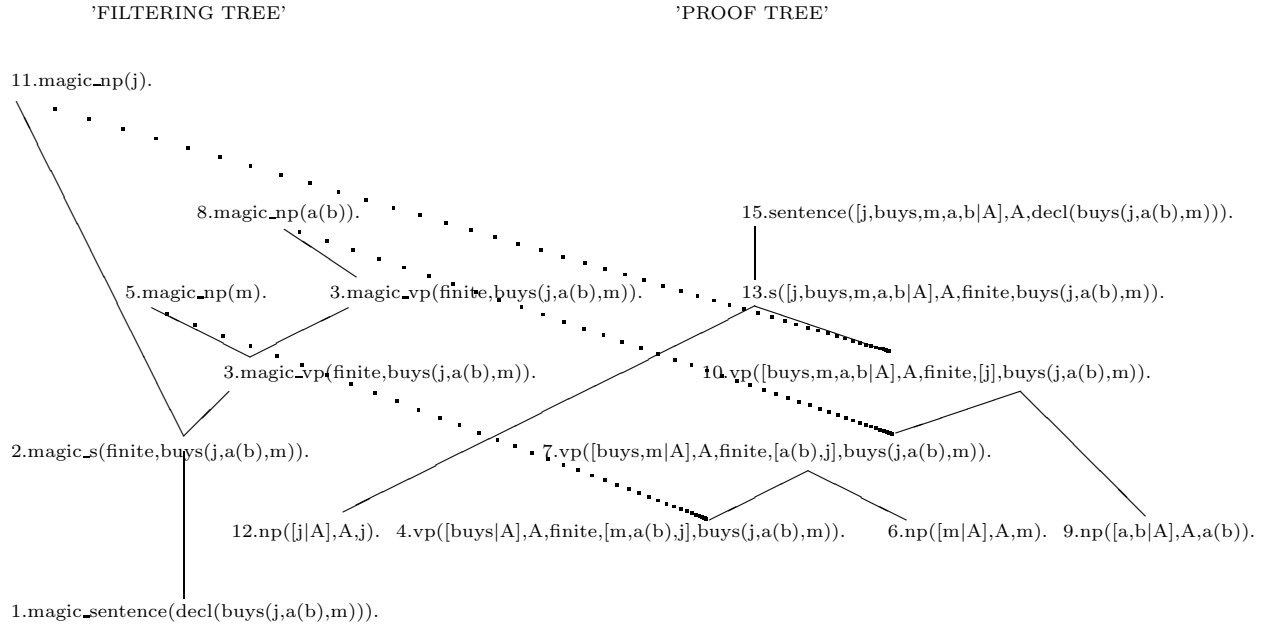 'FILTERING TREE' 'PROOF TREE'
11.magic_np(j).
8.magic_np(a(b)). 15.sentence([j,buys,m,a,b|A],A,decl(buys(j,a(b),m))).
5.magic_np(m). 3.magic_vp(finite,buys(j,a(b),m)). 13.s([j,buys,m,a,b|A],A,finite,buys(j,a(b),m)).
3.magic_vp(finite,buys(j,a(b),m)). 10.vp([buys,m,a,b|A],A,finite,[j],buys(j,a(b),m)).
2.magic_s(finite,buys(j,a(b),m)). 7.vp([buys,m|A],A,finite,[a(b),j],buys(j,a(b),m)).
12.np([j|A],A,j). 4.vp([buys|A],A,finite,[m,a(b),j],buys(j,a(b),m)). 6.np([m|A],A,m). 9.np([a,b|A],A,a(b)).
1.magic_sentence(decl(buys(j,a(b),m))).